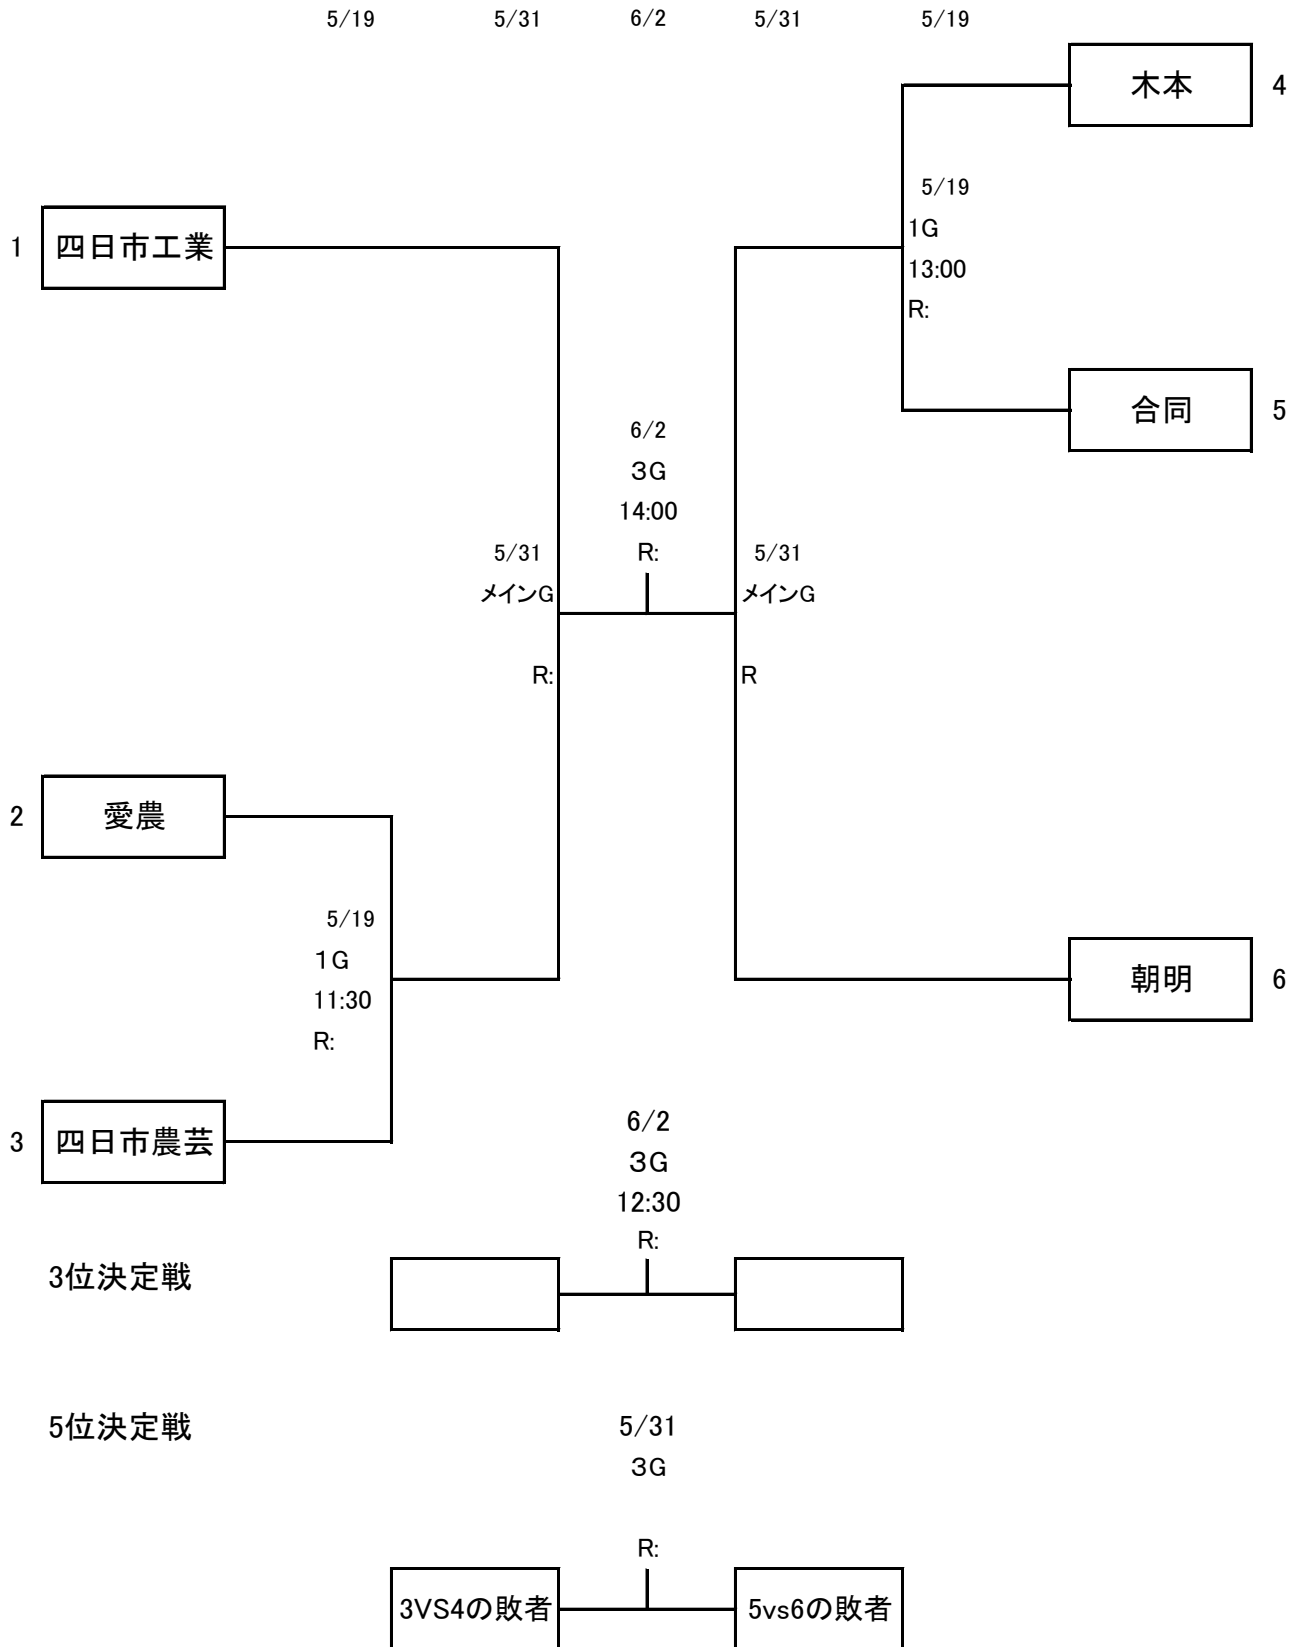 5/19 5/31 6/2 5/31 5/19
木本 4
5/19
1G
13:00
R:
1 四日市工業
合同 5
6/2
3G
14:00
R:
5/31
メインG
R:
5/31
メインG
R
2 愛農
5/19
1G
11:30
R:
朝明 6
3 四日市農芸
6/2
3G
12:30
R:
3位決定戦
5位決定戦
5/31
3G
R:
3VS4の敗者 5vs6の敗者